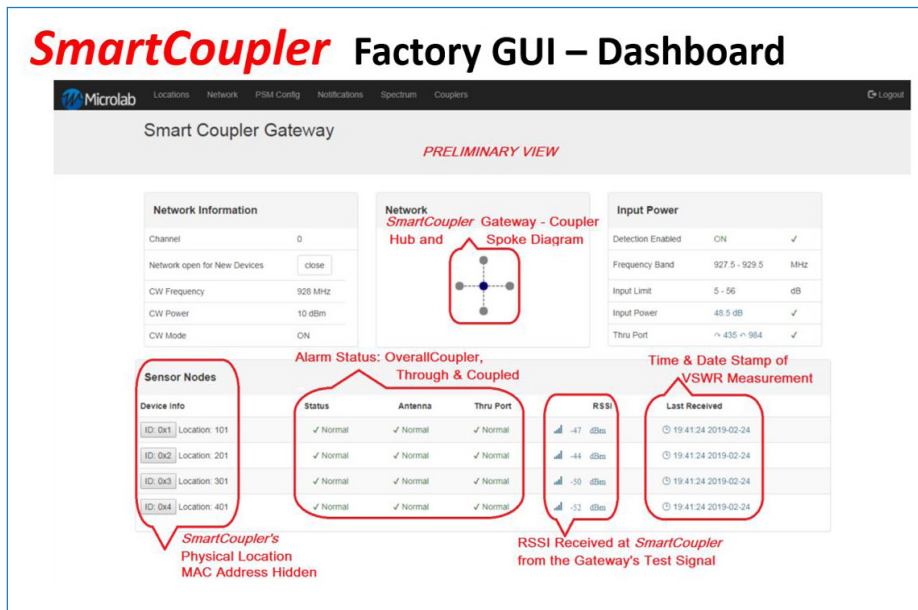 SmartCoupler Factory GUI – Dashboard
Microlab Locations Network PSM Config Notifications Spectrum Couplers Logout
Smart Coupler Gateway
PRELIMINARY VIEW
Network Information
Channel 0
Network open for New Devices close
CW Frequency 928 MHz
CW Power 10 dBm
CW Mode ON
Network
SmartCoupler Gateway - Coupler
Hub and Spoke Diagram
Input Power
Detection Enabled ON ✓
Frequency Band 927.5 - 929.5 MHz
Input Limit 5 - 56 dB
Input Power 48.5 dB ✓
Thru Port 435 984 ✓
Alarm Status: OverallCoupler,
Through & Coupled
Time & Date Stamp of
VSWR Measurement
Sensor Nodes
Device Info Status Antenna Thru Port RSSI Last Received
ID: 0x1 Location: 101 ✓ Normal ✓ Normal ✓ Normal -47 dBm 19:41:24 2019-02-24
ID: 0x2 Location: 201 ✓ Normal ✓ Normal ✓ Normal -44 dBm 19:41:24 2019-02-24
ID: 0x3 Location: 301 ✓ Normal ✓ Normal ✓ Normal -50 dBm 19:41:24 2019-02-24
ID: 0x4 Location: 401 ✓ Normal ✓ Normal ✓ Normal -52 dBm 19:41:24 2019-02-24
SmartCoupler's
Physical Location
MAC Address Hidden
RSSI Received at SmartCoupler
from the Gateway's Test Signal